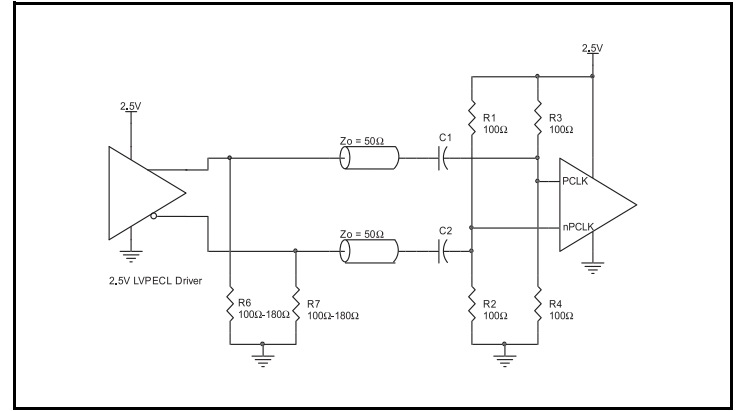 2.5V
2.5V
R1
100Ω
R3
100Ω
Zo = 50Ω
C1
PCLK
nPCLK
Zo = 50Ω
C2
2.5V LVPECL Driver
R6
100Ω-180Ω
R7
100Ω-180Ω
R2
100Ω
R4
100Ω